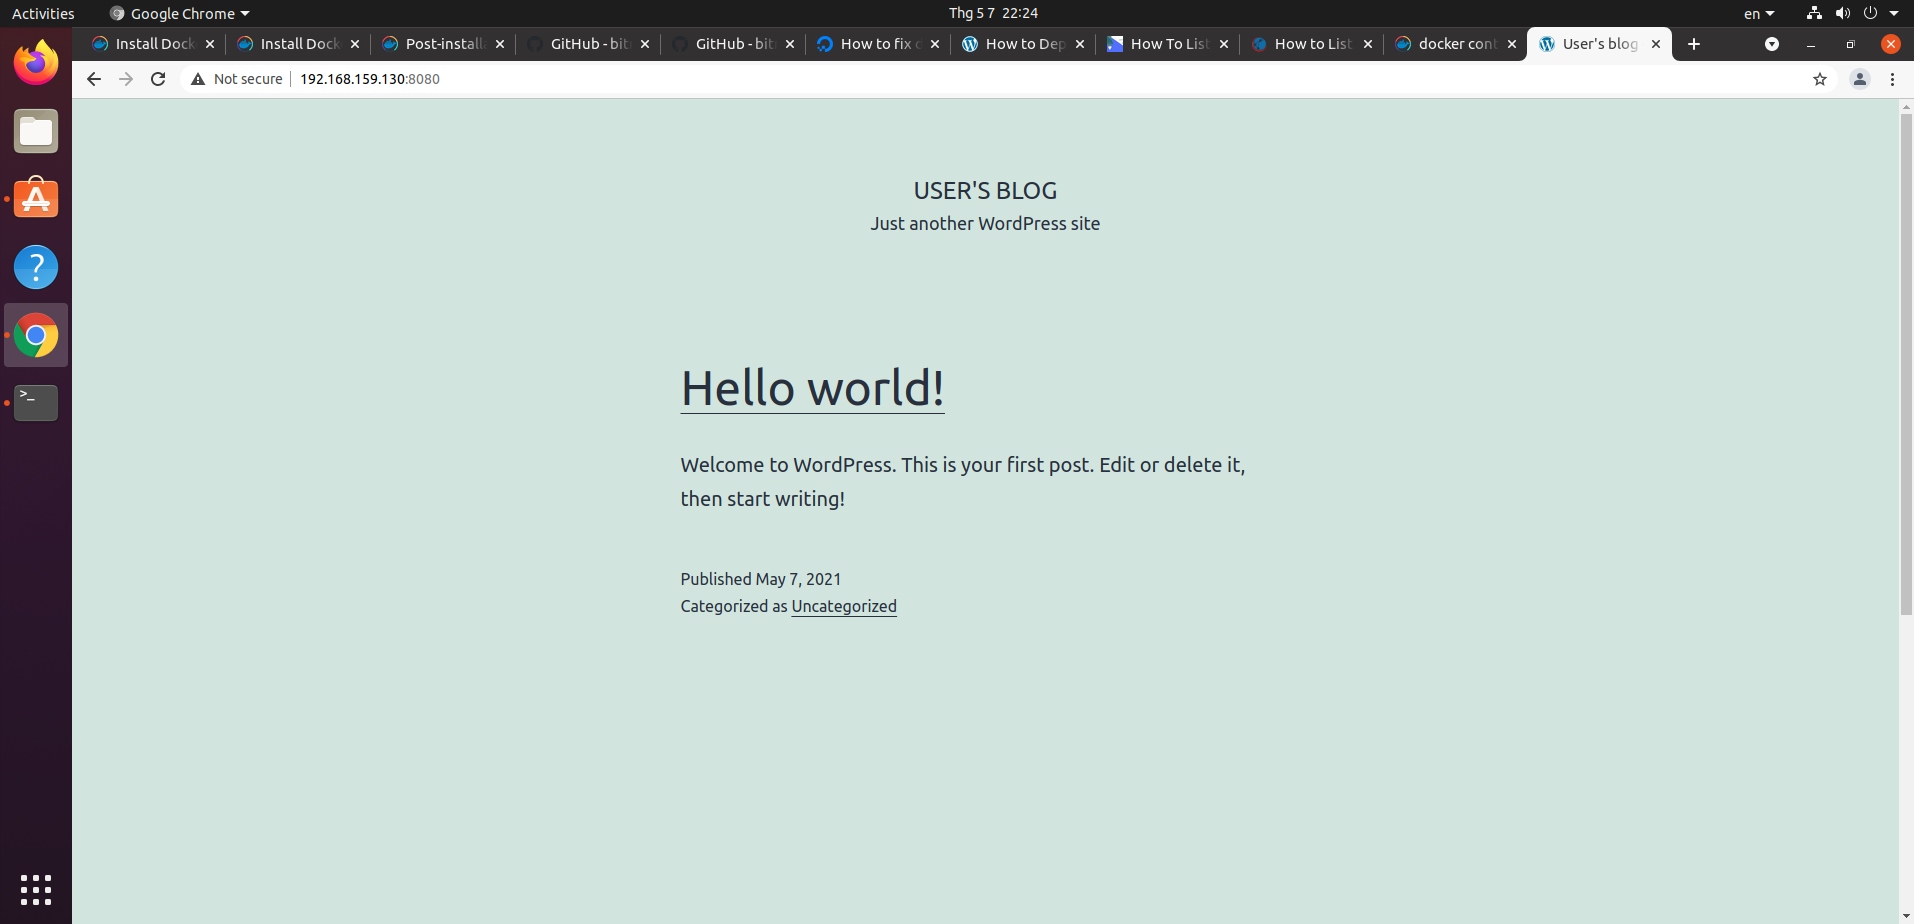 Activities
Google Chrome
Thg 5 7 22:24
en
Install Dock
Install Dock
Post-installa
GitHub - bit
GitHub - bit
How to fix d
How to Dep
How To List
How to List
docker cont
User's blog
Not secure
192.168.159.130:8080
USER'S BLOG
Just another WordPress site
Hello world!
Welcome to WordPress. This is your first post. Edit or delete it,
then start writing!
Published May 7, 2021
Categorized as Uncategorized